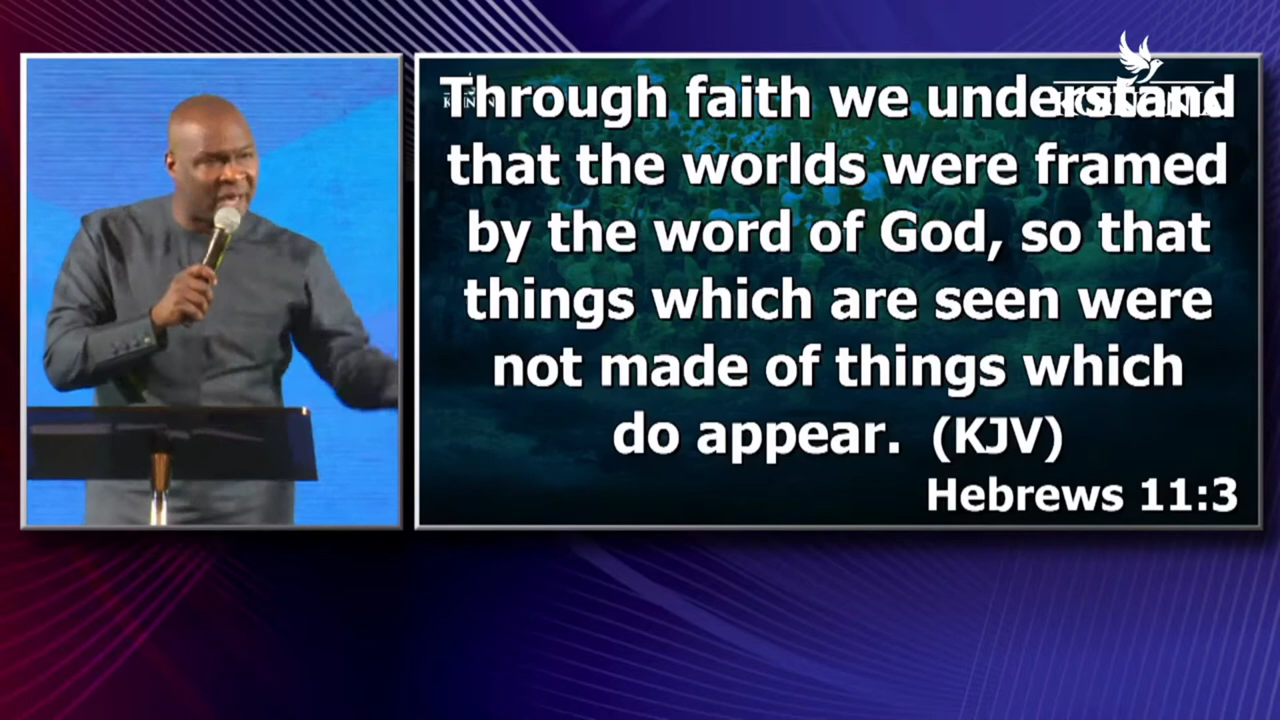 KOINONIA
Through faith we understand
that the worlds were framed
by the word of God, so that
things which are seen were
not made of things which
do appear. (KJV)
Hebrews 11:3